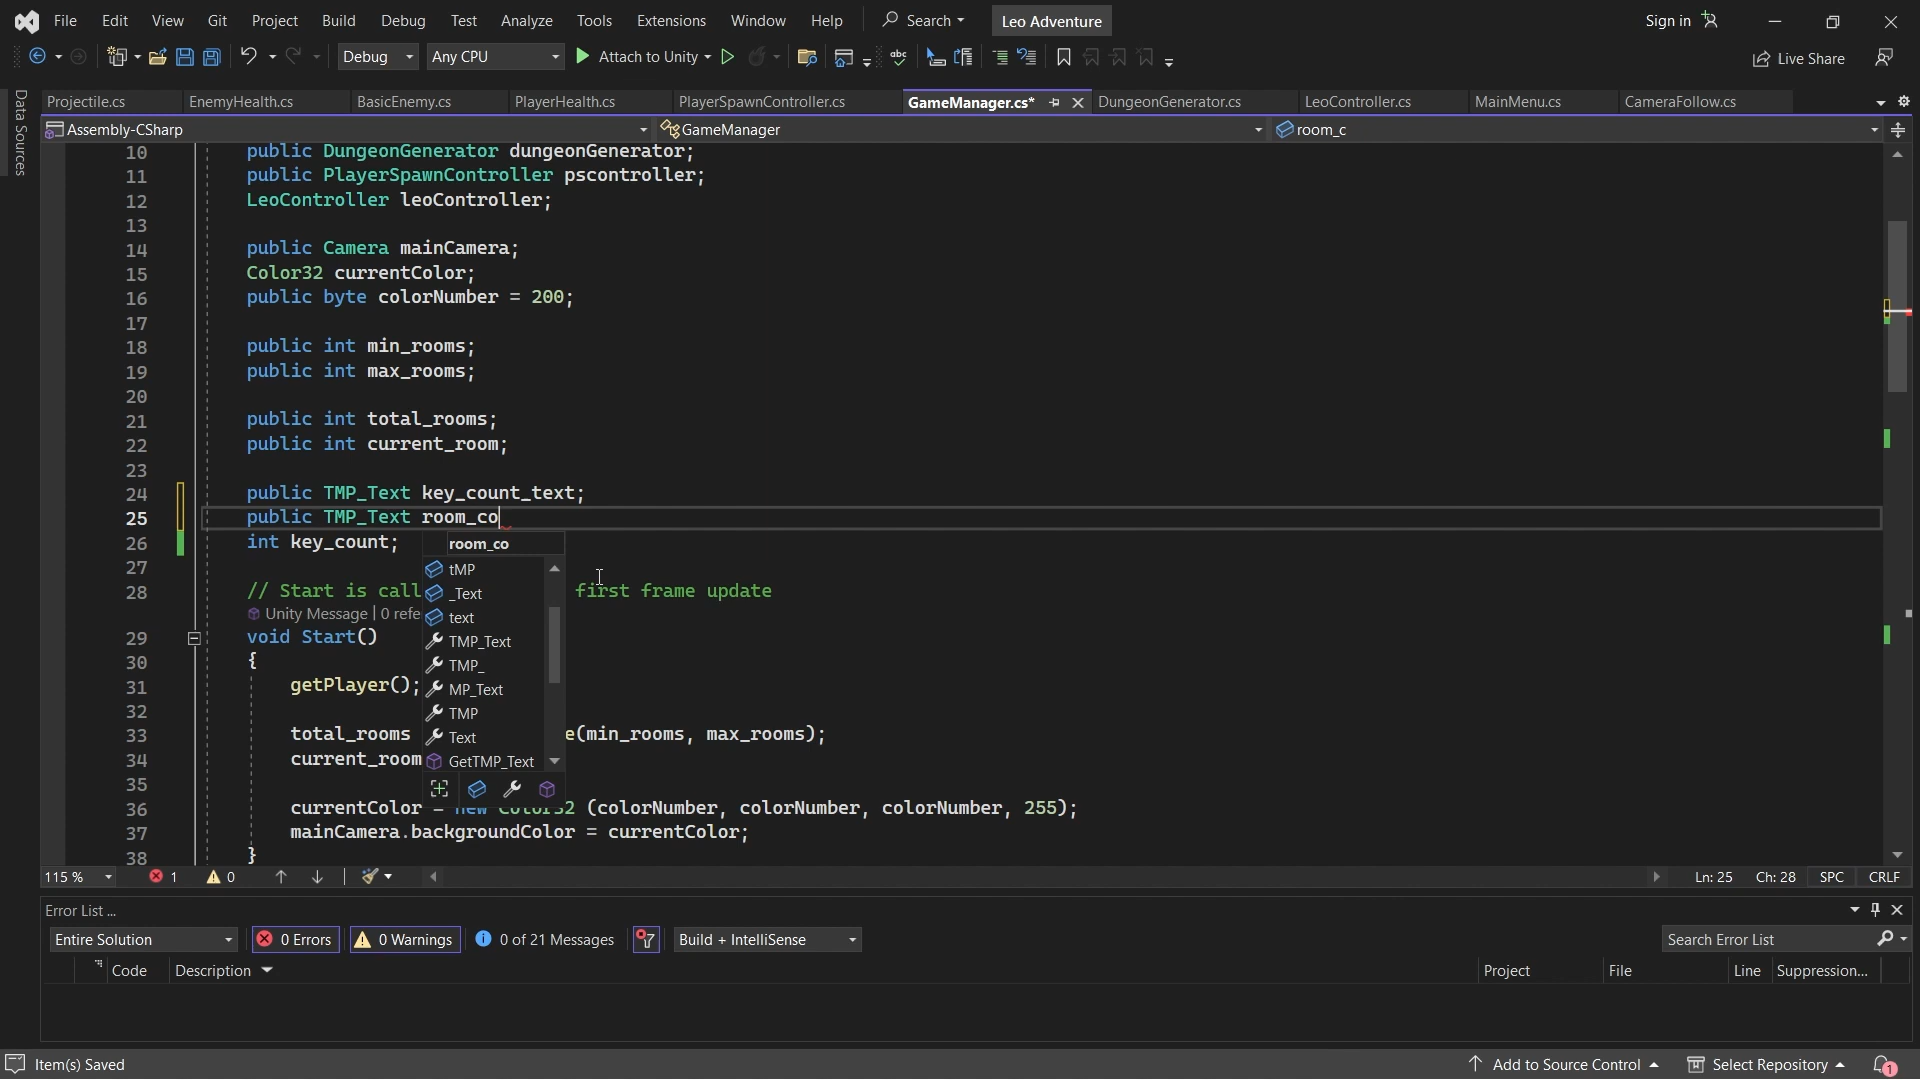 File Edit View Git Project Build Debug Test Analyze Tools Extensions Window Help Search Leo Adventure Sign in
Debug Any CPU Attach to Unity Live Share
Data Sources
Projectile.cs EnemyHealth.cs BasicEnemy.cs PlayerHealth.cs PlayerSpawnController.cs GameManager.cs* DungeonGenerator.cs LeoController.cs MainMenu.cs CameraFollow.cs
Assembly-CSharp GameManager room_c
10 public DungeonGenerator dungeonGenerator;
11 public PlayerSpawnController pscontroller;
12 LeoController leoController;
13
14 public Camera mainCamera;
15 Color32 currentColor;
16 public byte colorNumber = 200;
17
18 public int min_rooms;
19 public int max_rooms;
20
21 public int total_rooms;
22 public int current_room;
23
24 public TMP_Text key_count_text;
25 public TMP_Text room_co
26 int key_count;
room_co
tMP
_Text
text
TMP_Text
TMP_
MP_Text
TMP
Text
GetTMP_Text
27
28 // Start is call first frame update
Unity Message | 0 refe
29 void Start()
30 {
31 getPlayer();
32
33 total_rooms e(min_rooms, max_rooms);
34 current_room
35
36 currentColor = new Color32 (colorNumber, colorNumber, colorNumber, 255);
37 mainCamera.backgroundColor = currentColor;
38 }
115 % 1 0 Ln: 25 Ch: 28 SPC CRLF
Error List ...
Entire Solution 0 Errors 0 Warnings 0 of 21 Messages Build + IntelliSense Search Error List
Code Description Project File Line Suppression...
Item(s) Saved Add to Source Control Select Repository 1